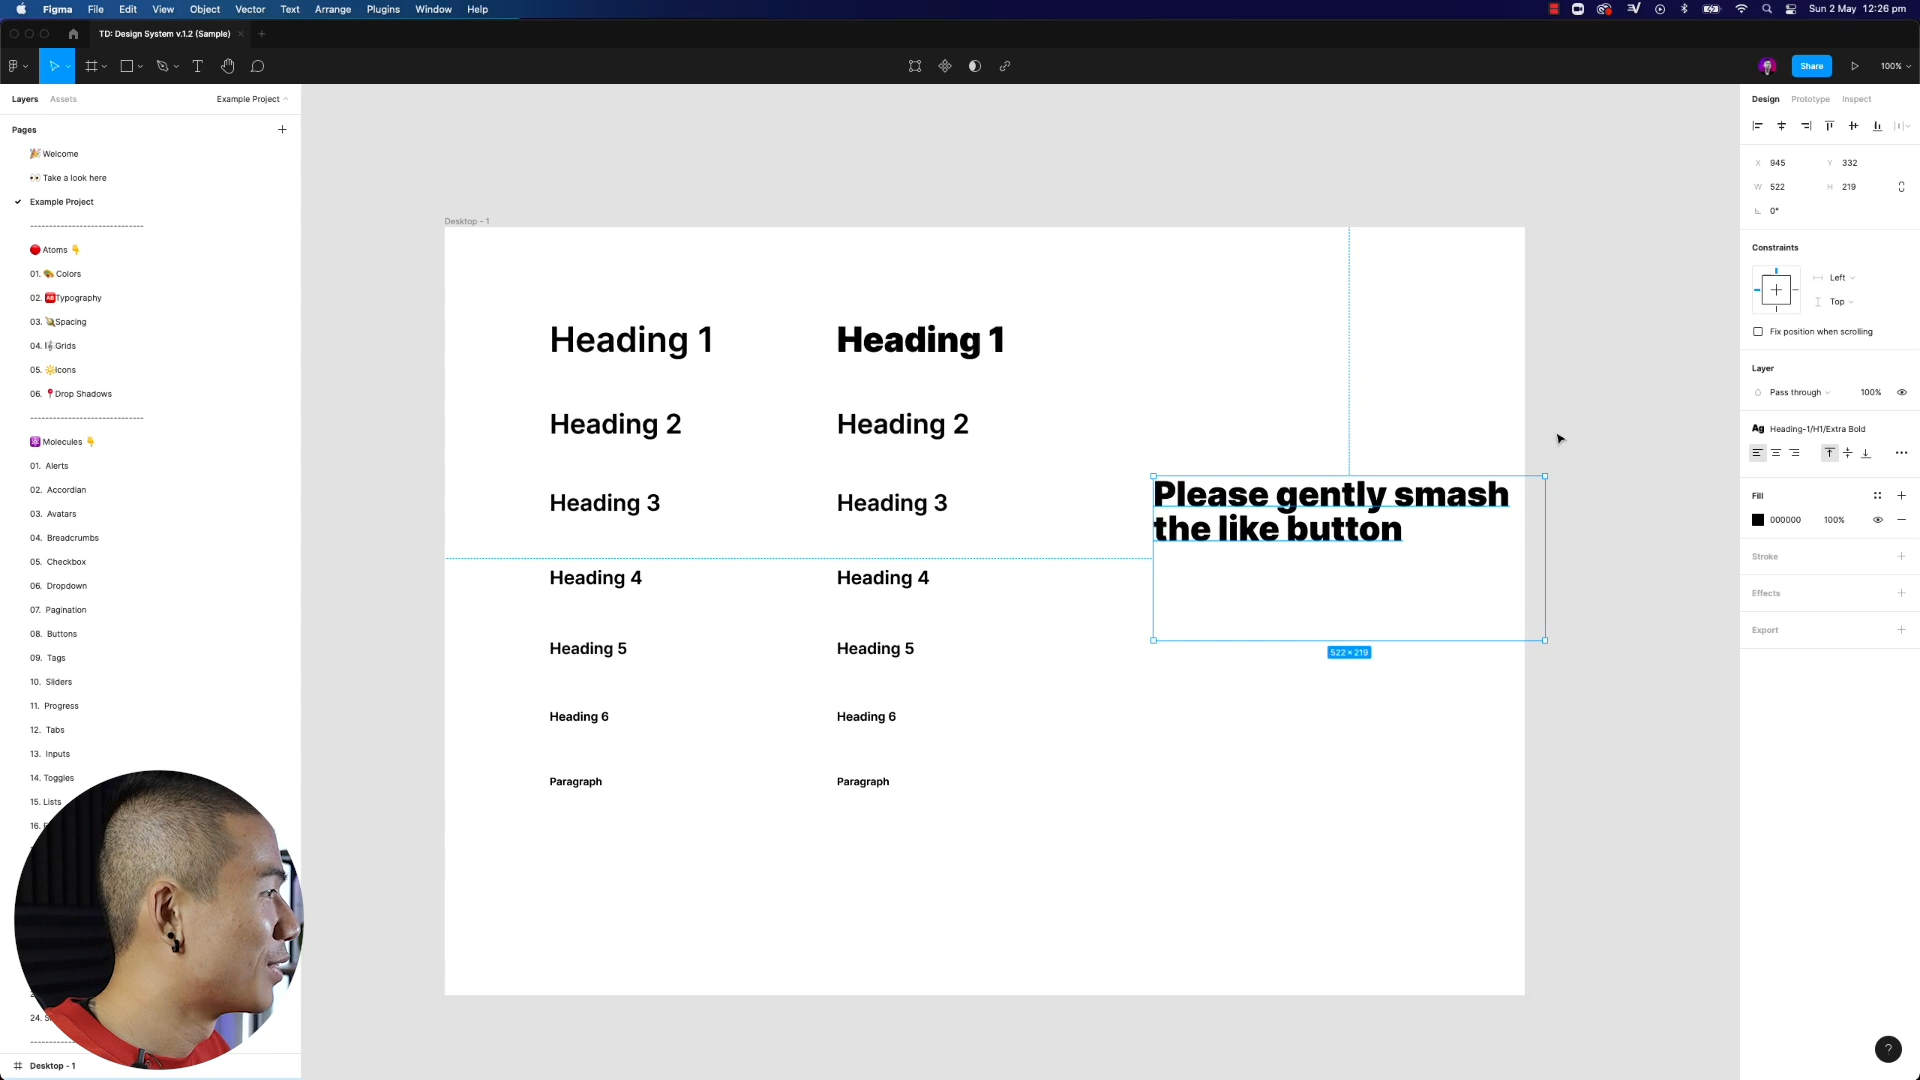 Figma File Edit View Object Vector Text Arrange Plugins Window Help
Sun 2 May 12:26 pm
TD: Design System v.1.2 (Sample)
Share
100%
Layers Assets Example Project
Pages
Welcome
Take a look here
Example Project
------------------------------
Atoms
01. Colors
02. AB Typography
03. Spacing
04. Grids
05. Icons
06. Drop Shadows
------------------------------
Molecules
01. Alerts
02. Accordian
03. Avatars
04. Breadcrumbs
05. Checkbox
06. Dropdown
07. Pagination
08. Buttons
09. Tags
10. Sliders
11. Progress
12. Tabs
13. Inputs
14. Toggles
15. Lists
16.
24.
Desktop - 1
Desktop - 1
Heading 1 Heading 1
Heading 2 Heading 2
Heading 3 Heading 3
Heading 4 Heading 4
Heading 5 Heading 5
Heading 6 Heading 6
Paragraph Paragraph
Please gently smash
the like button
522 × 219
Design Prototype Inspect
X 945 Y 332
W 522 H 219
0°
Constraints
Left
Top
Fix position when scrolling
Layer
Pass through 100%
Ag Heading-1/H1/Extra Bold
Fill
000000 100%
Stroke
Effects
Export
?